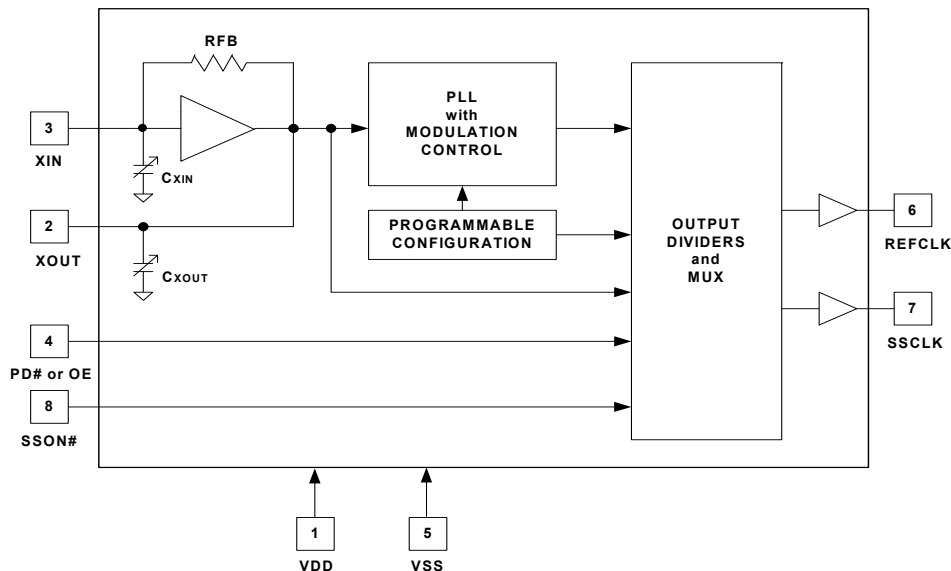 RFB
3
XIN
CXIN
2
XOUT
CXOUT
4
PD# or OE
8
SSON#
PLL
with
MODULATION
CONTROL
PROGRAMMABLE
CONFIGURATION
OUTPUT
DIVIDERS
and
MUX
6
REFCLK
7
SSCLK
1
VDD
5
VSS